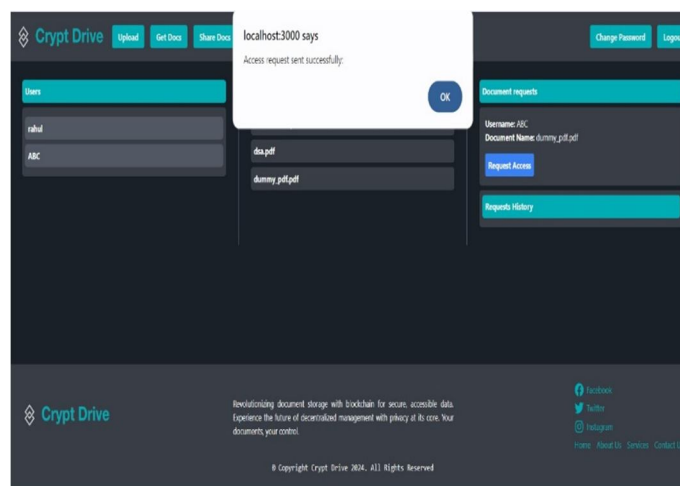 Crypt Drive
Upload
Get Docs
Share Docs
localhost:3000 says
Access request sent successfully:
OK
Change Password
Logou
Users
rahul
ABC
dsa.pdf
dummy_pdf.pdf
Document requests
Username: ABC
Document Name: dummy_pdf.pdf
Request Access
Requests History
Crypt Drive
Revolutionizing document storage with blockchain for secure, accessible data.
Experience the future of decentralized management with privacy at its core. Your
documents, your control.
© Copyright Crypt Drive 2024. All Rights Reserved
Facebook
Twitter
Instagram
Home About Us Services Contact U